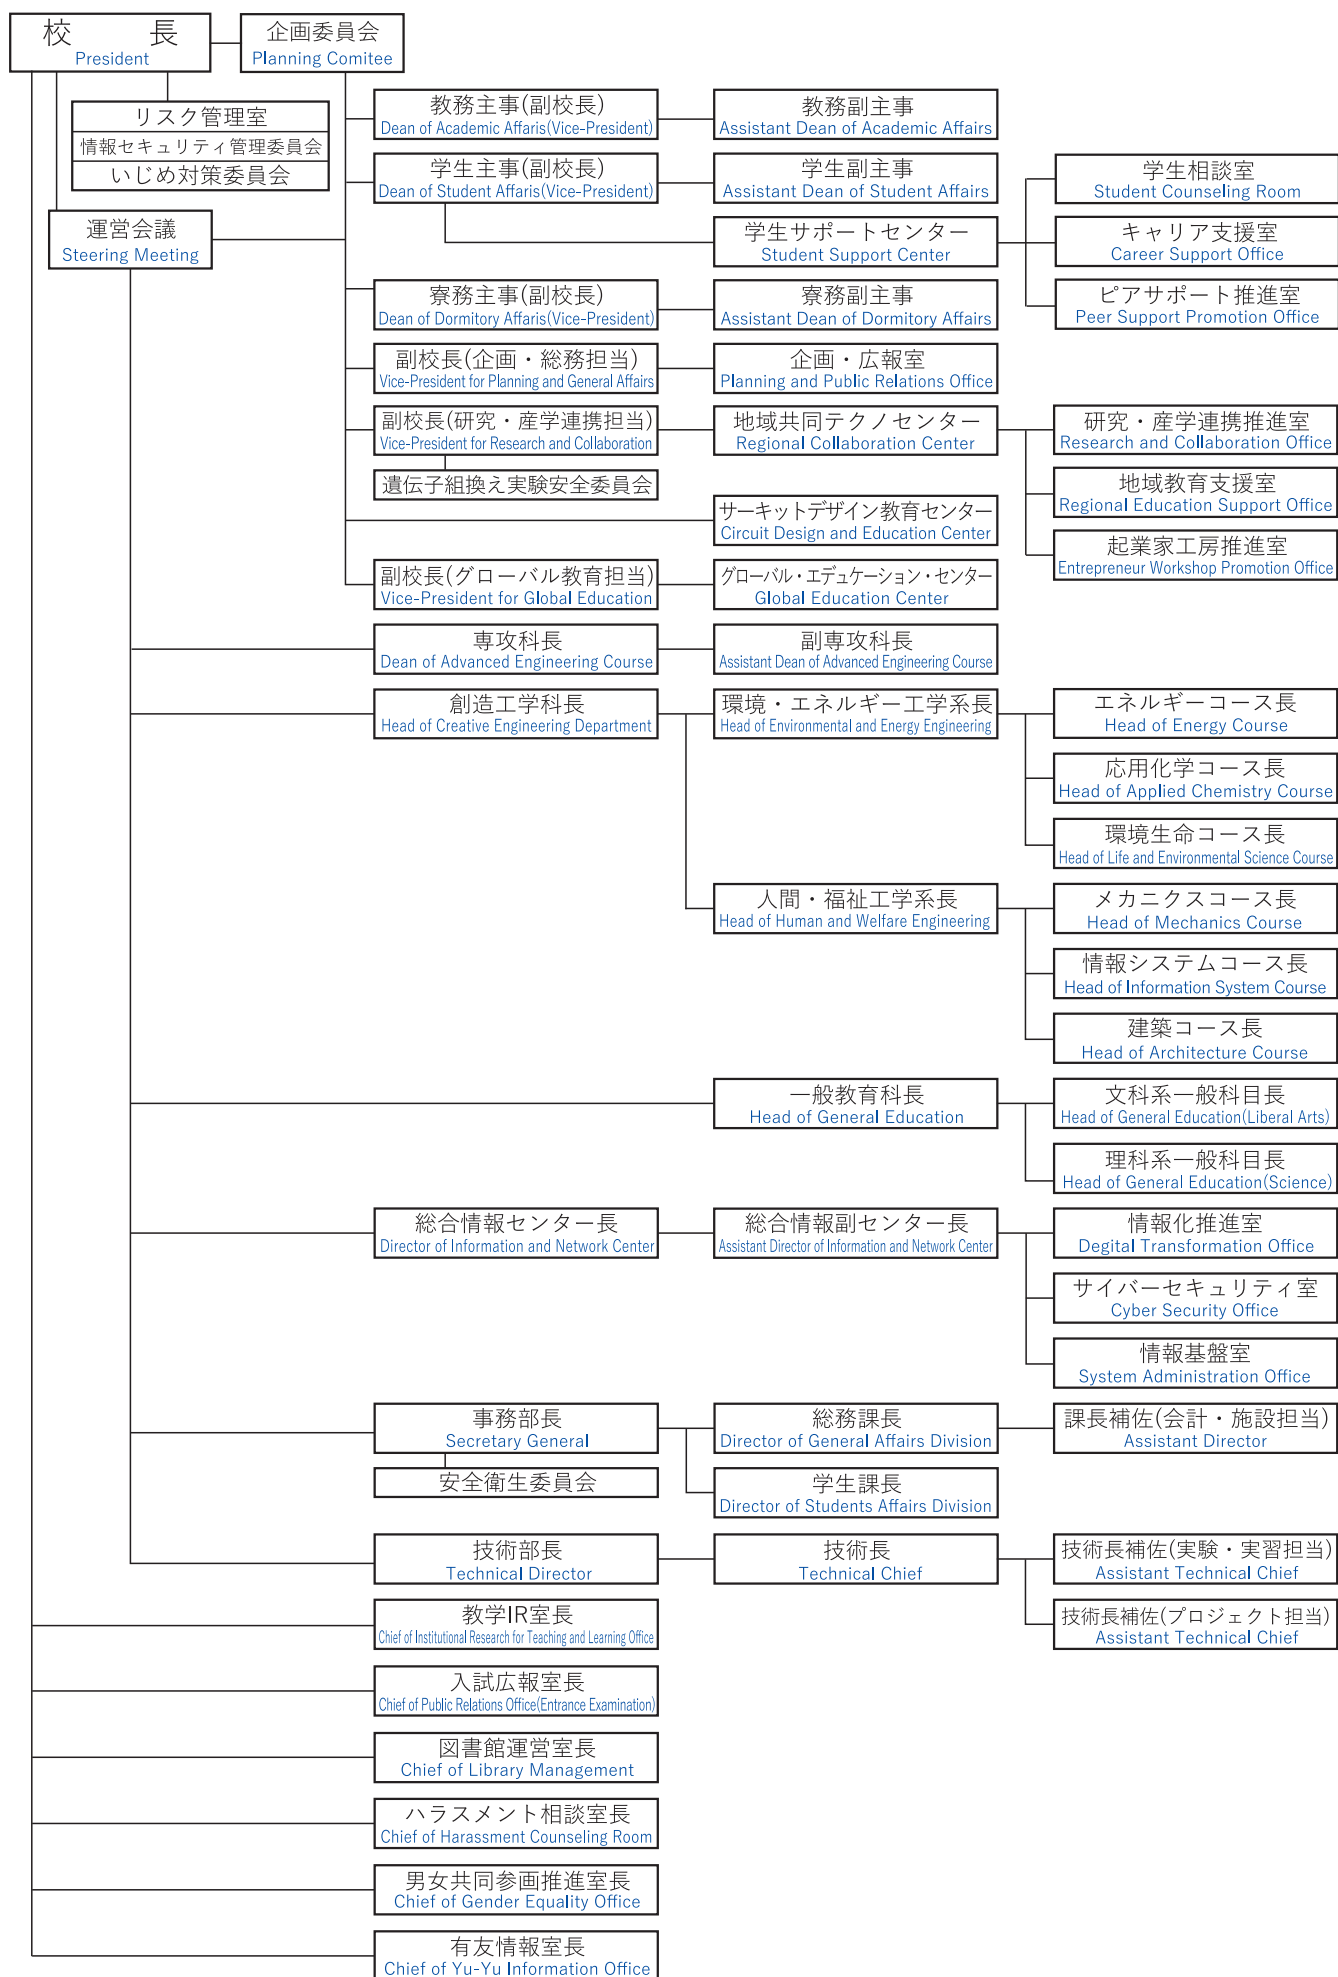 校　　長
President
企画委員会
Planning Comitee
リスク管理室
情報セキュリティ管理委員会
いじめ対策委員会
運営会議
Steering Meeting
教務主事(副校長)
Dean of Academic Affaris(Vice-President)
教務副主事
Assistant Dean of Academic Affairs
学生主事(副校長)
Dean of Student Affaris(Vice-President)
学生副主事
Assistant Dean of Student Affairs
学生サポートセンター
Student Support Center
学生相談室
Student Counseling Room
キャリア支援室
Career Support Office
ピアサポート推進室
Peer Support Promotion Office
寮務主事(副校長)
Dean of Dormitory Affaris(Vice-President)
寮務副主事
Assistant Dean of Dormitory Affairs
副校長(企画・総務担当)
Vice-President for Planning and General Affairs
企画・広報室
Planning and Public Relations Office
副校長(研究・産学連携担当)
Vice-President for Research and Collaboration
遺伝子組換え実験安全委員会
地域共同テクノセンター
Regional Collaboration Center
研究・産学連携推進室
Research and Collaboration Office
地域教育支援室
Regional Education Support Office
起業家工房推進室
Entrepreneur Workshop Promotion Office
サーキットデザイン教育センター
Circuit Design and Education Center
副校長(グローバル教育担当)
Vice-President for Global Education
グローバル・エデュケーション・センター
Global Education Center
専攻科長
Dean of Advanced Engineering Course
副専攻科長
Assistant Dean of Advanced Engineering Course
創造工学科長
Head of Creative Engineering Department
環境・エネルギー工学系長
Head of Environmental and Energy Engineering
エネルギーコース長
Head of Energy Course
応用化学コース長
Head of Applied Chemistry Course
環境生命コース長
Head of Life and Environmental Science Course
人間・福祉工学系長
Head of Human and Welfare Engineering
メカニクスコース長
Head of Mechanics Course
情報システムコース長
Head of Information System Course
建築コース長
Head of Architecture Course
一般教育科長
Head of General Education
文科系一般科目長
Head of General Education(Liberal Arts)
理科系一般科目長
Head of General Education(Science)
総合情報センター長
Director of Information and Network Center
総合情報副センター長
Assistant Director of Information and Network Center
情報化推進室
Degital Transformation Office
サイバーセキュリティ室
Cyber Security Office
情報基盤室
System Administration Office
事務部長
Secretary General
安全衛生委員会
総務課長
Director of General Affairs Division
課長補佐(会計・施設担当)
Assistant Director
学生課長
Director of Students Affairs Division
技術部長
Technical Director
技術長
Technical Chief
技術長補佐(実験・実習担当)
Assistant Technical Chief
技術長補佐(プロジェクト担当)
Assistant Technical Chief
教学IR室長
Chief of Institutional Research for Teaching and Learning Office
入試広報室長
Chief of Public Relations Office(Entrance Examination)
図書館運営室長
Chief of Library Management
ハラスメント相談室長
Chief of Harassment Counseling Room
男女共同参画推進室長
Chief of Gender Equality Office
有友情報室長
Chief of Yu-Yu Information Office